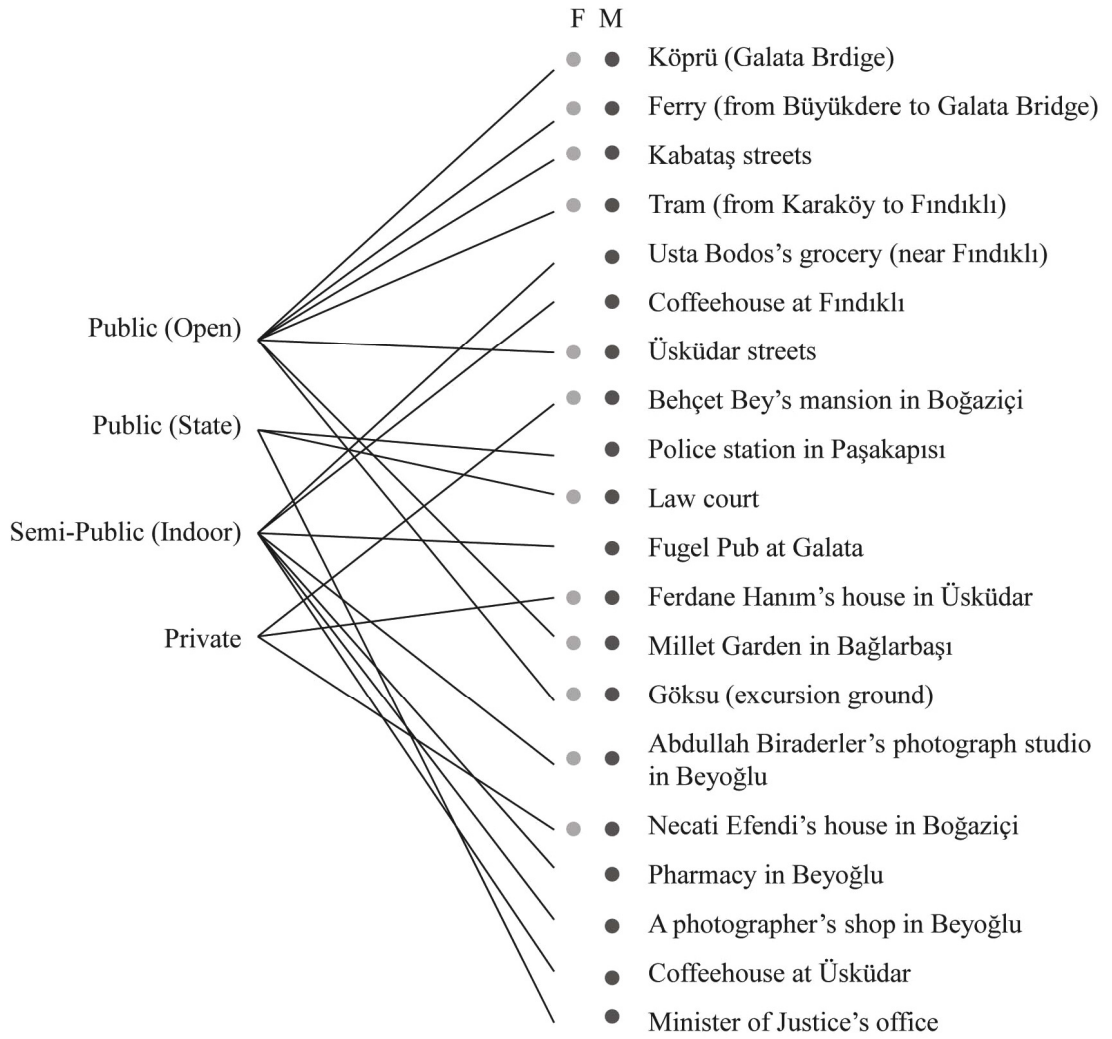 F M
Köprü (Galata Brdige)
Ferry (from Büyükdere to Galata Bridge)
Kabataş streets
Tram (from Karaköy to Fındıklı)
Usta Bodos’s grocery (near Fındıklı)
Coffeehouse at Fındıklı
Üsküdar streets
Behçet Bey’s mansion in Boğaziçi
Police station in Paşakapısı
Law court
Fugel Pub at Galata
Ferdane Hanım’s house in Üsküdar
Millet Garden in Bağlarbaşı
Göksu (excursion ground)
Abdullah Biraderler’s photograph studio
in Beyoğlu
Necati Efendi’s house in Boğaziçi
Pharmacy in Beyoğlu
A photographer’s shop in Beyoğlu
Coffeehouse at Üsküdar
Minister of Justice’s office
Public (Open)
Public (State)
Semi-Public (Indoor)
Private